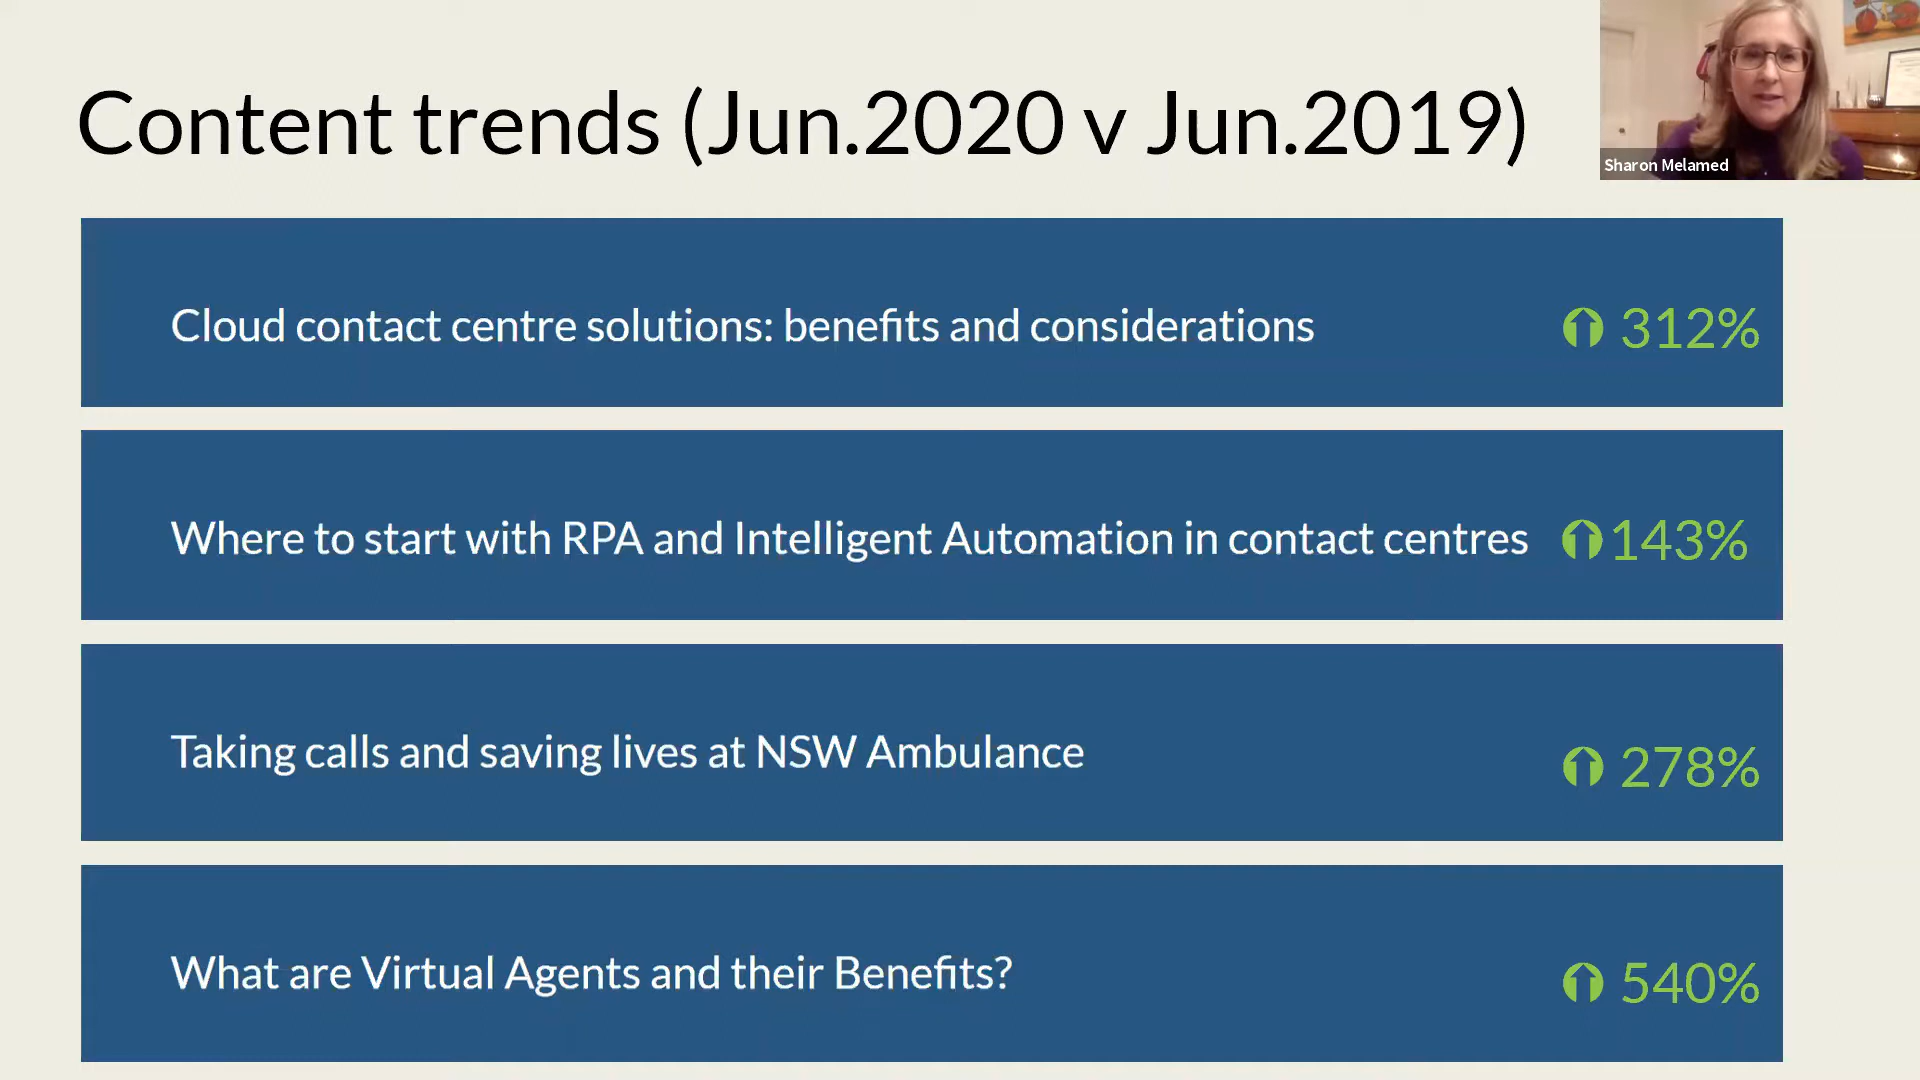 Content trends (Jun.2020 v Jun.2019)
Sharon Melamed
Cloud contact centre solutions: benefits and considerations 312%
Where to start with RPA and Intelligent Automation in contact centres 143%
Taking calls and saving lives at NSW Ambulance 278%
What are Virtual Agents and their Benefits? 540%